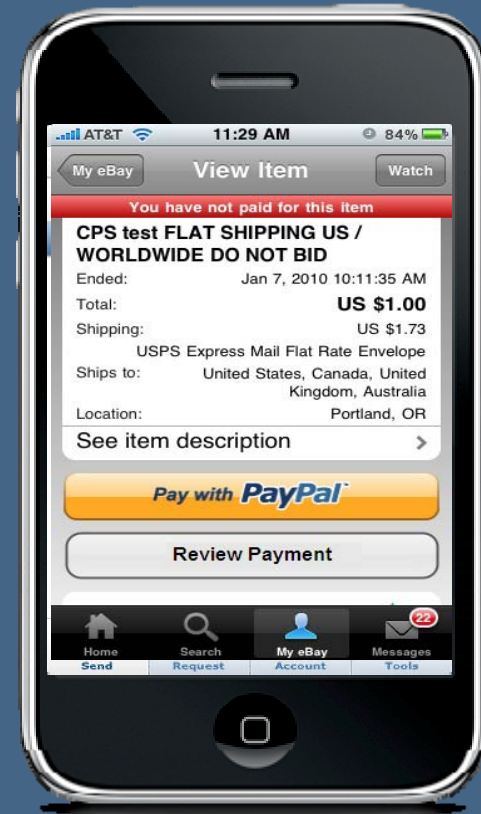 AT&T 11:29 AM 84%
My eBay View Item Watch
You have not paid for this item
CPS test FLAT SHIPPING US /
WORLDWIDE DO NOT BID
Ended: Jan 7, 2010 10:11:35 AM
Total: US $1.00
Shipping: US $1.73
USPS Express Mail Flat Rate Envelope
Ships to: United States, Canada, United
Kingdom, Australia
Location: Portland, OR
See item description
Pay with PayPal™
Review Payment
22
Home Search My eBay Messages
Send Request Account Tools